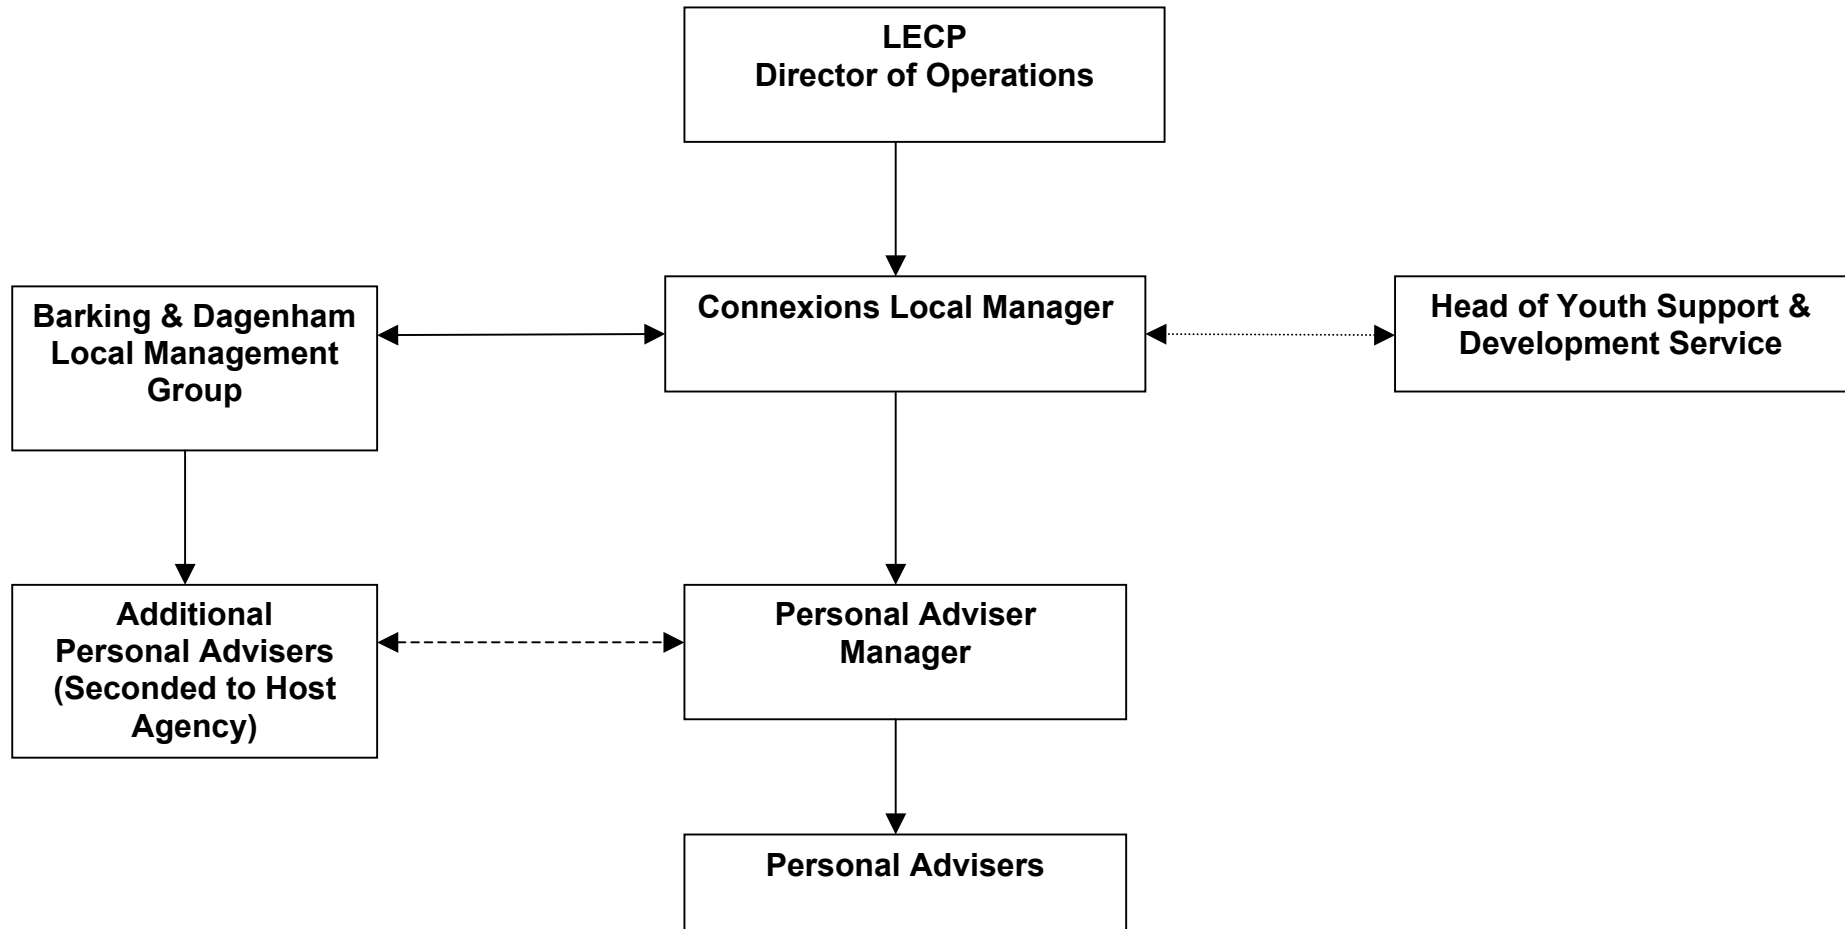 LECP
Director of Operations
Barking & Dagenham
Local Management
Group
Connexions Local Manager
Head of Youth Support &
Development Service
Additional
Personal Advisers
(Seconded to Host
Agency)
Personal Adviser
Manager
Personal Advisers